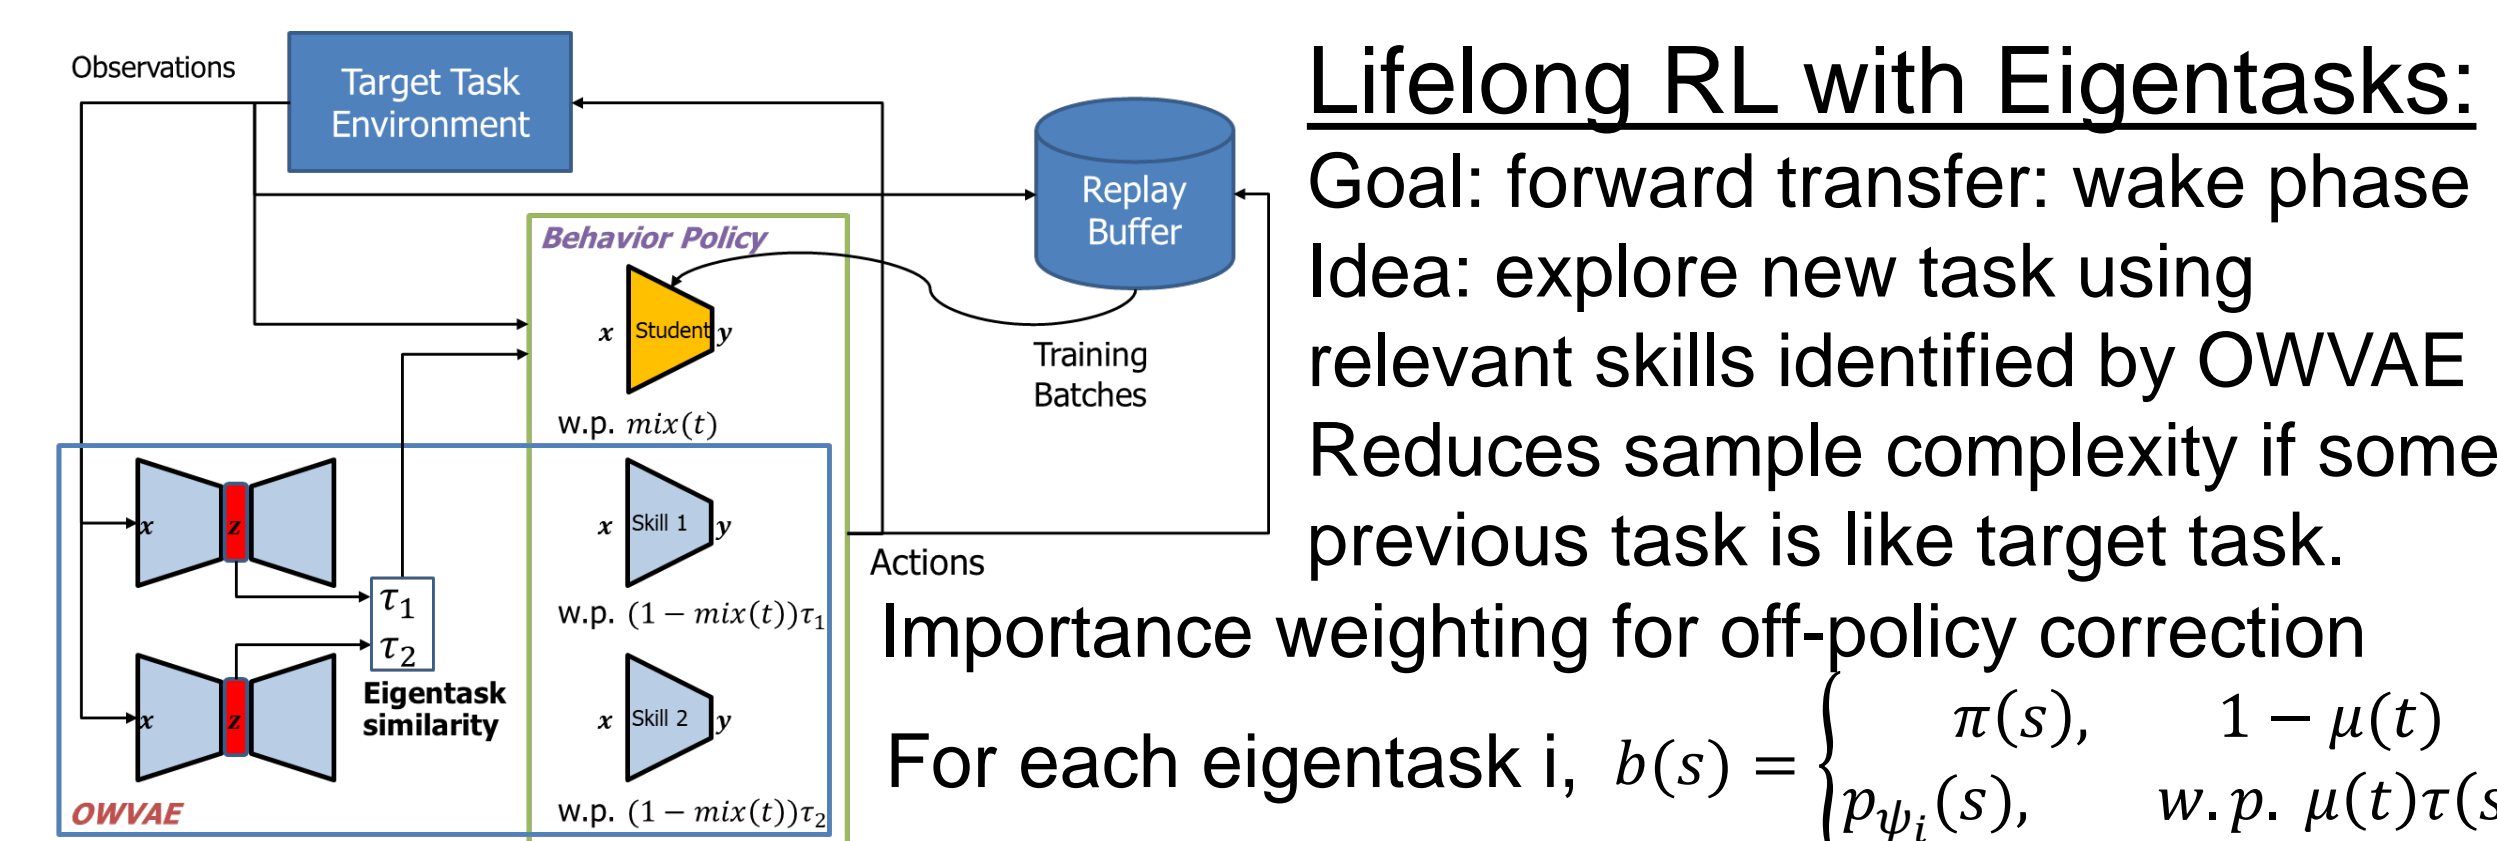 Observations
Target Task
Environment
Replay
Buffer
Behavior Policy
x Student y
Training
Batches
w.p. mix(t)
x z
x Skill 1 y
Actions
τ₁
τ₂
w.p. (1 − mix(t))τ₁
Eigentask
similarity
x z
x Skill 2 y
OWVAE
w.p. (1 − mix(t))τ₂
Lifelong RL with Eigentasks:
Goal: forward transfer: wake phase
Idea: explore new task using
relevant skills identified by OWVAE
Reduces sample complexity if some
previous task is like target task.
Importance weighting for off-policy correction
For each eigentask i, b(s) = {
π(s), 1 − μ(t)
p_ψᵢ(s), w.p. μ(t)τ(s